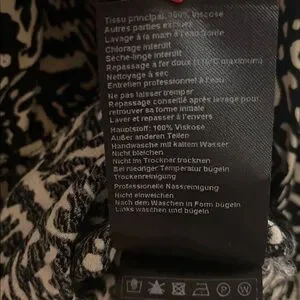 Tissu principal: 100% Viscose
Autres parties exclues
Lavage à la main à l'eau froide
Chlorage interdit
Sèche-linge interdit
Repassage à fer doux (110°C maximum)
Nettoyage à sec
Entretien professionnel à l'eau
Ne pas laisser tremper
Repassage conseillé après lavage pour
retrouver sa forme initiale
Laver et repasser à l'envers
Hauptstoff: 100% Viskose
Außer anderen Teilen
Handwäsche mit kaltem Wasser
Nicht bleichen
Nicht im Trockner trocknen
Bei niedriger Temperatur bügeln
Trockenreinigung
Professionelle Nassreinigung
Nicht einweichen
Nach dem Waschen in Form bügeln
Links waschen und bügeln
P
W